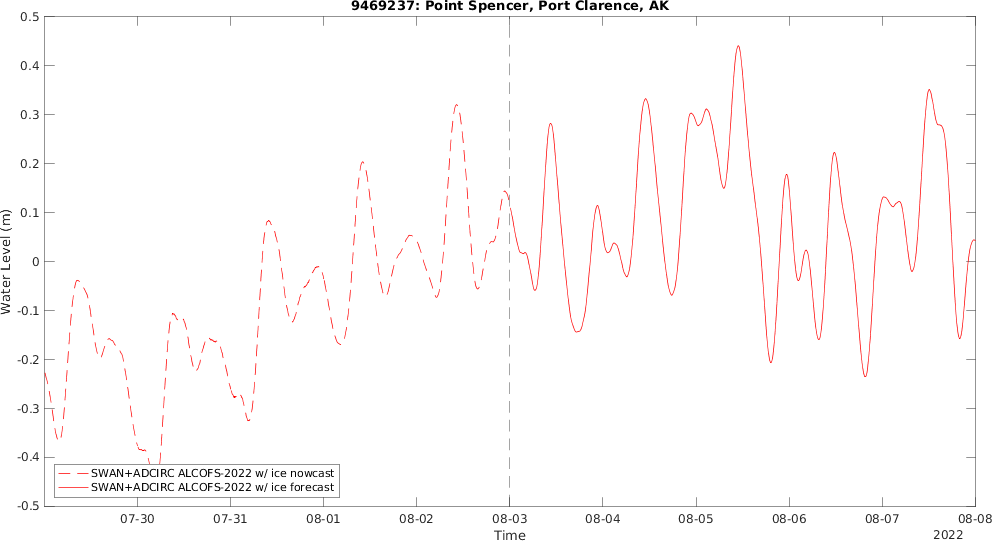 9469237: Point Spencer, Port Clarence, AK
0.5
0.4
0.3
0.2
0.1
0
-0.1
-0.2
-0.3
-0.4
-0.5
Water Level (m)
SWAN+ADCIRC ALCOFS-2022 w/ ice nowcast
SWAN+ADCIRC ALCOFS-2022 w/ ice forecast
07-30 07-31 08-01 08-02 08-03 08-04 08-05 08-06 08-07 08-08
Time
2022